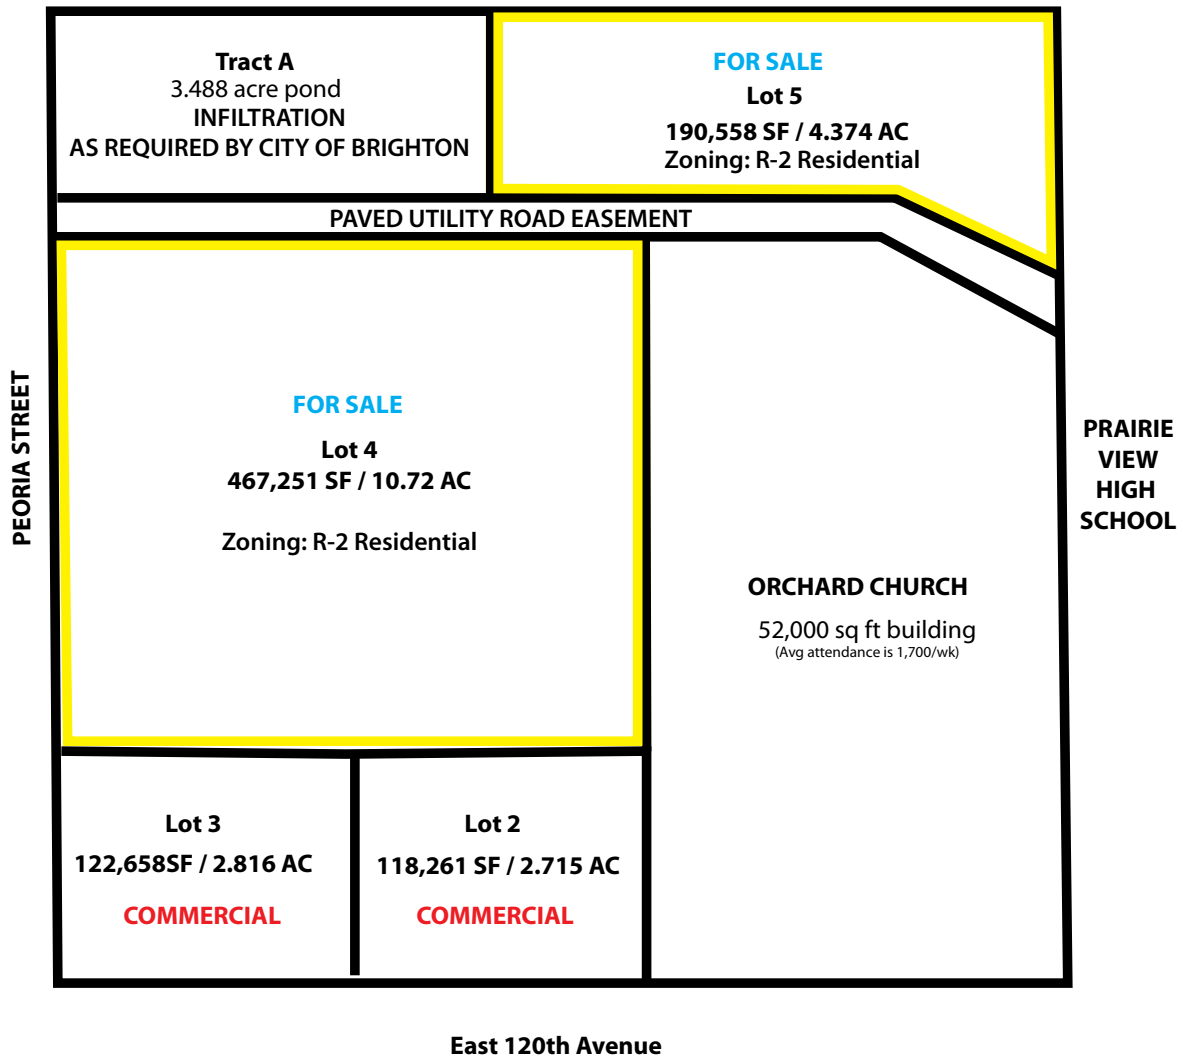 Tract A
3.488 acre pond
INFILTRATION
AS REQUIRED BY CITY OF BRIGHTON
FOR SALE
Lot 5
190,558 SF / 4.374 AC
Zoning: R-2 Residential
PAVED UTILITY ROAD EASEMENT
PEORIA STREET
FOR SALE
Lot 4
467,251 SF / 10.72 AC
Zoning: R-2 Residential
PRAIRIE
VIEW
HIGH
SCHOOL
ORCHARD CHURCH
52,000 sq ft building
(Avg attendance is 1,700/wk)
Lot 3
122,658SF / 2.816 AC
COMMERCIAL
Lot 2
118,261 SF / 2.715 AC
COMMERCIAL
East 120th Avenue